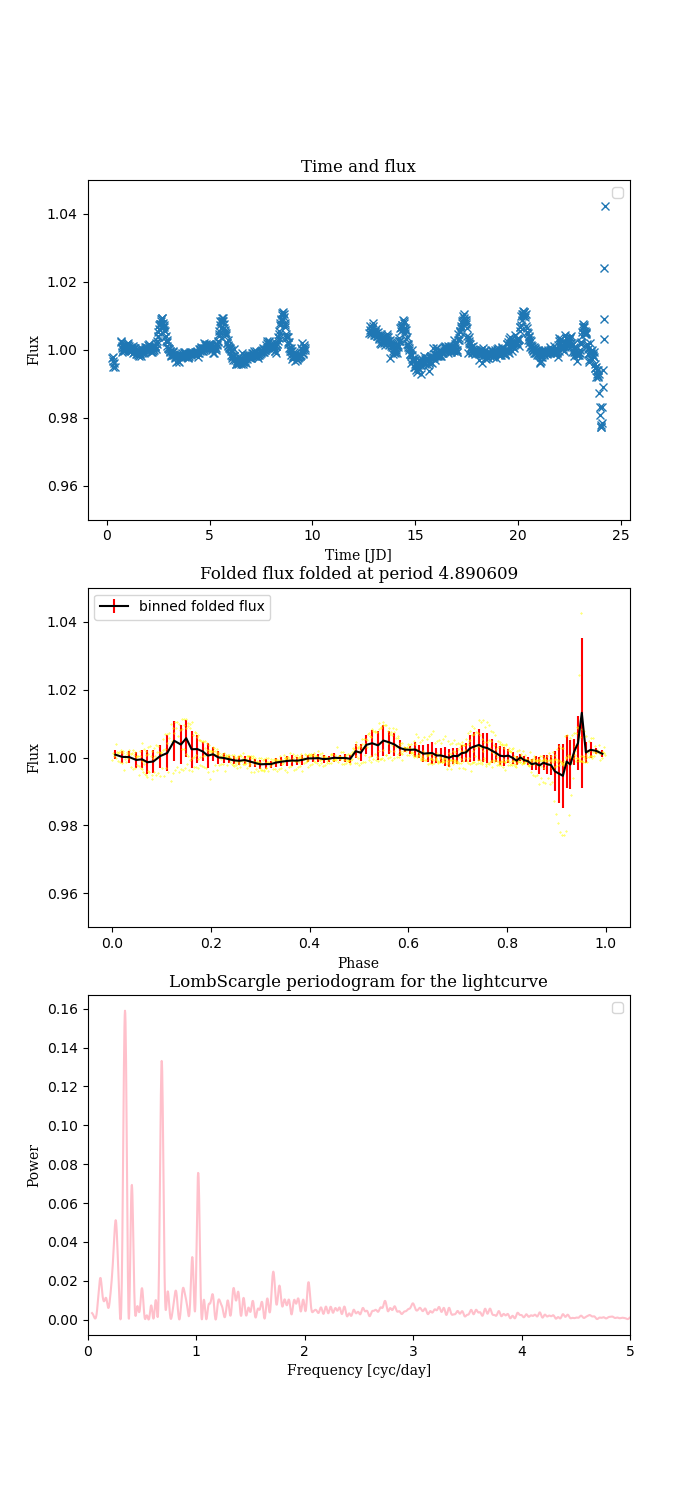 Time and flux
1.04
1.02
1.00
0.98
0.96
Flux
0 5 10 15 20 25
Time [JD]
Folded flux folded at period 4.890609
binned folded flux
1.04
1.02
1.00
0.98
0.96
Flux
0.0 0.2 0.4 0.6 0.8 1.0
Phase
LombScargle periodogram for the lightcurve
0.16
0.14
0.12
0.10
0.08
0.06
0.04
0.02
0.00
Power
0 1 2 3 4 5
Frequency [cyc/day]